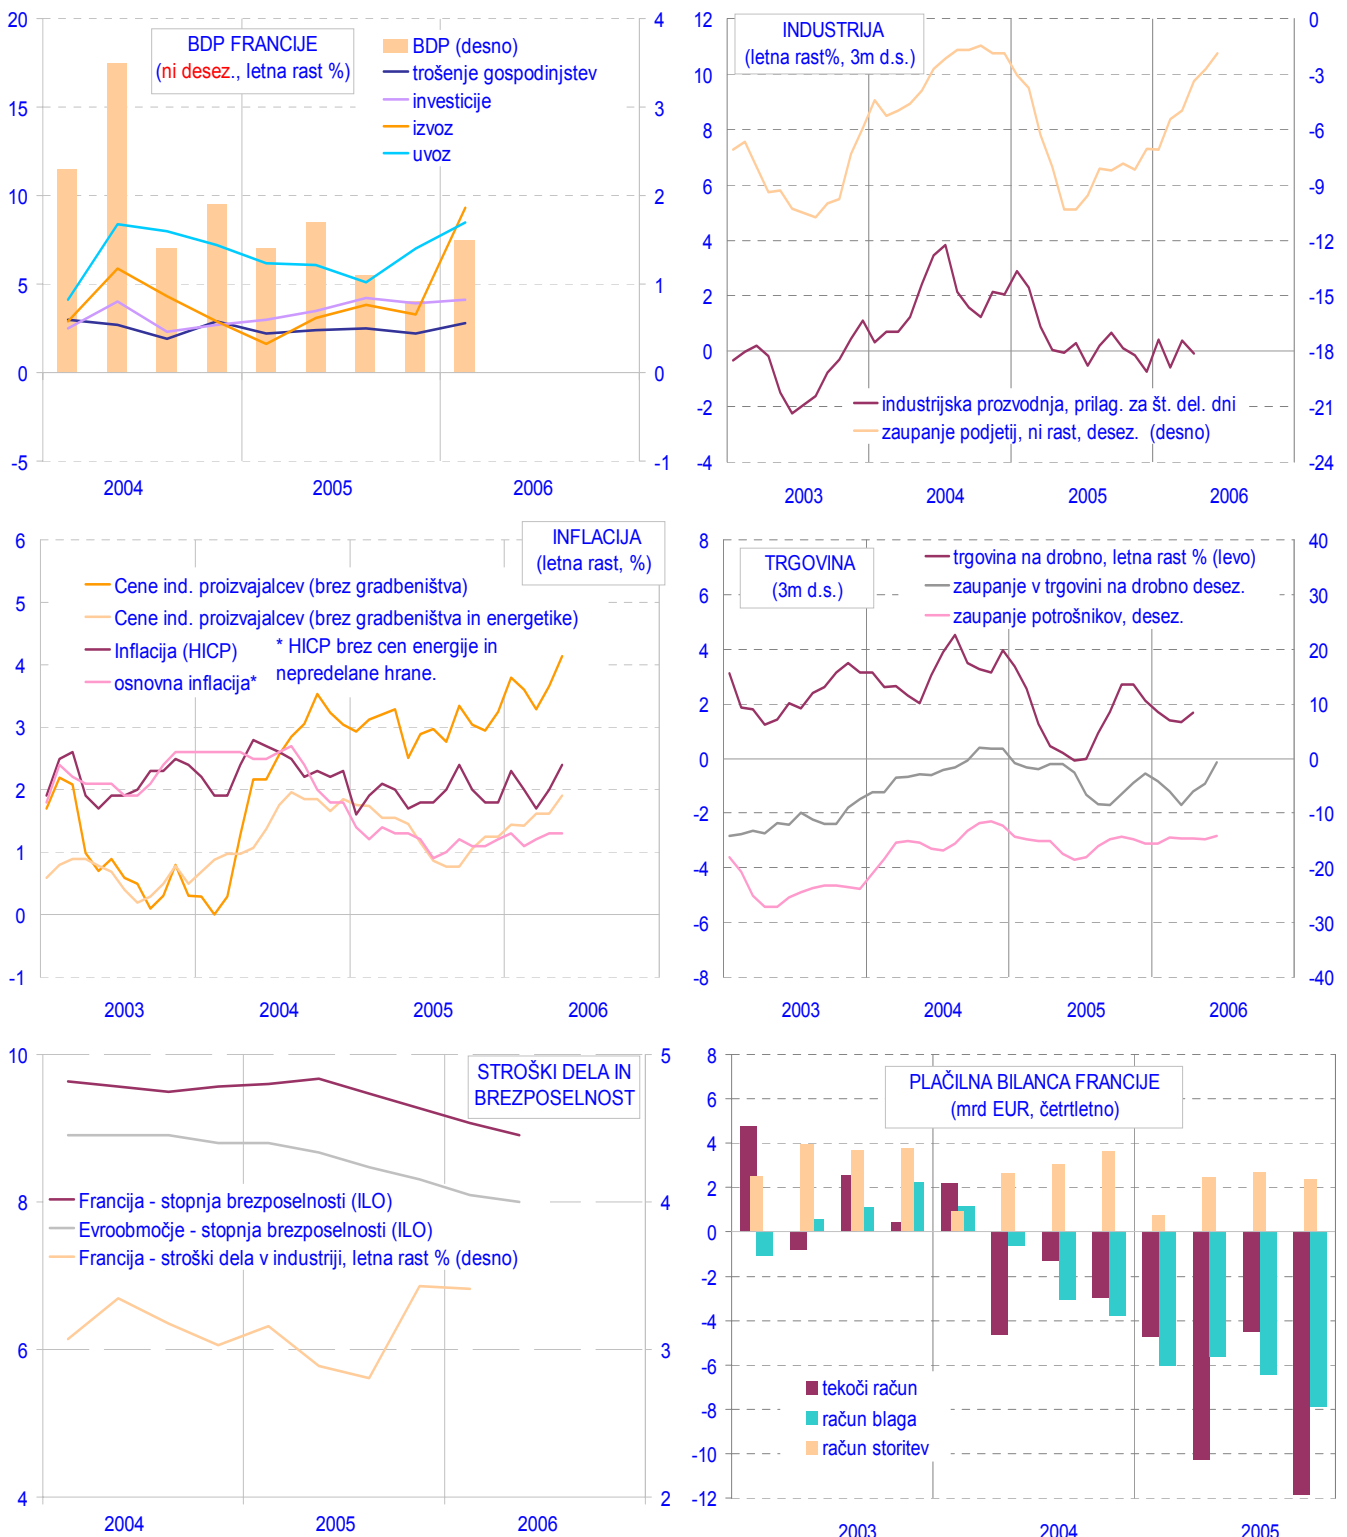 BDP FRANCIJE
(ni desez., letna rast %)
BDP (desno)
trošenje gospodinjstev
investicije
izvoz
uvoz
20
15
10
5
0
-5
4
3
2
1
0
-1
2004
2005
2006
INDUSTRIJA
(letna rast%, 3m d.s.)
12
10
8
6
4
2
0
-2
-4
0
-3
-6
-9
-12
-15
-18
-21
-24
industrijska prozvodnja, prilag. za št. del. dni
zaupanje podjetij, ni rast, desez. (desno)
2003
2004
2005
2006
INFLACIJA
(letna rast, %)
6
5
4
3
2
1
0
-1
Cene ind. proizvajalcev (brez gradbeništva)
Cene ind. proizvajalcev (brez gradbeništva in energetike)
Inflacija (HICP)
osnovna inflacija*
* HICP brez cen energije in
nepredelane hrane.
2003
2004
2005
2006
TRGOVINA
(3m d.s.)
trgovina na drobno, letna rast % (levo)
zaupanje v trgovini na drobno desez.
zaupanje potrošnikov, desez.
8
6
4
2
0
-2
-4
-6
-8
40
30
20
10
0
-10
-20
-30
-40
2003
2004
2005
2006
STROŠKI DELA IN
BREZPOSELNOST
10
8
6
4
5
4
3
2
Francija - stopnja brezposelnosti (ILO)
Evroobmočje - stopnja brezposelnosti (ILO)
Francija - stroški dela v industriji, letna rast % (desno)
2004
2005
2006
PLAČILNA BILANCA FRANCIJE
(mrd EUR, četrtletno)
8
6
4
2
0
-2
-4
-6
-8
-10
-12
tekoči račun
račun blaga
račun storitev
2003
2004
2005